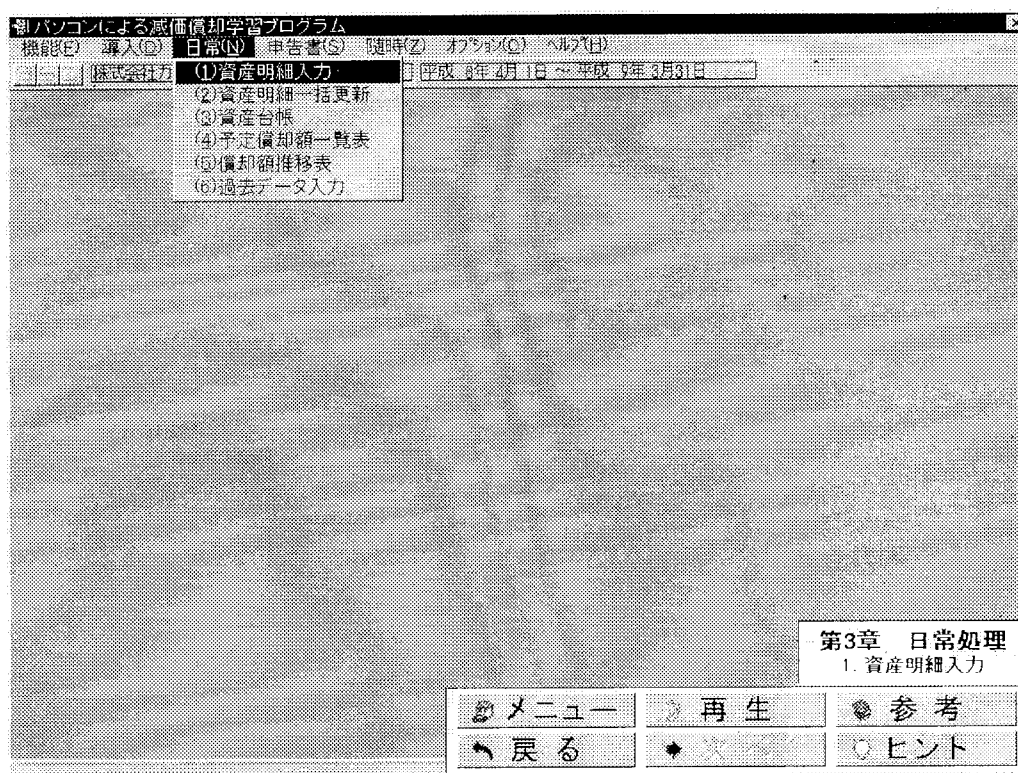 パソコンによる減価償却学習プログラム
機能(F) 導入(D) 日常(N) 申告書(S) 随時(Z) オプション(O) ヘルプ(H)
株式会社カ 平成 8年 4月 1日 ~ 平成 9年 3月31日
(1)資産明細入力
(2)資産明細一括更新
(3)資産台帳
(4)予定償却額一覧表
(5)償却額推移表
(6)過去データ入力
第3章 日常処理
1. 資産明細入力
メニュー 再生 参考
戻る ヒント